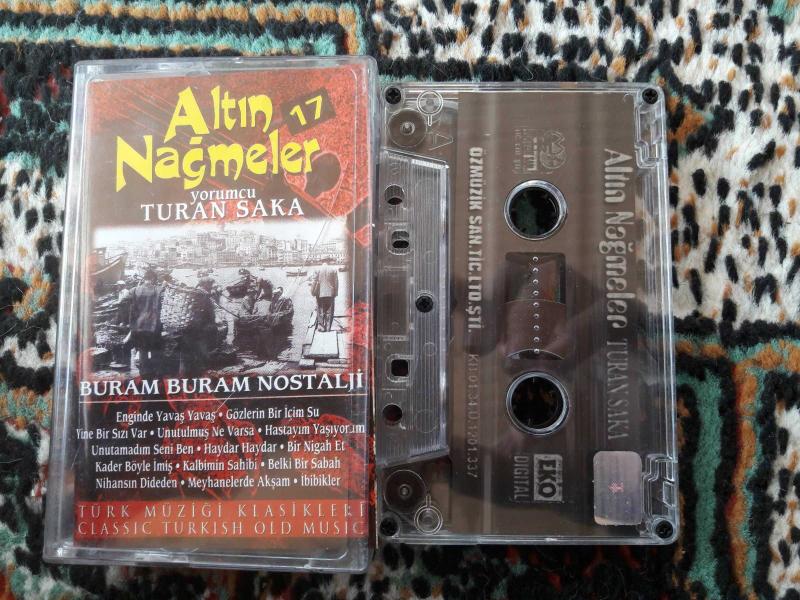 Altın 17
Nağmeler
yorumcu
TURAN SAKA
BURAM BURAM NOSTALJİ
Enginde Yavaş Yavaş • Gözlerin Bir İçim Su
Yine Bir Sızı Var • Unutulmuş Ne Varsa • Hastayım Yaşıyorum
Unutamadım Seni Ben • Haydar Haydar • Bir Nigah Et
Kader Böyle İmiş • Kalbimin Sahibi • Belki Bir Sabah
Nihansın Dideden • Meyhanelerde Akşam • İbibikler
TÜRK MÜZİĞİ KLASİKLERİ
CLASSIC TURKISH OLD MUSIC
A
ÖZMÜZİK SAN.TİC.LTD.ŞTİ.
EKO
DIGITAL
Altın Nağmeler TURAN SAKA